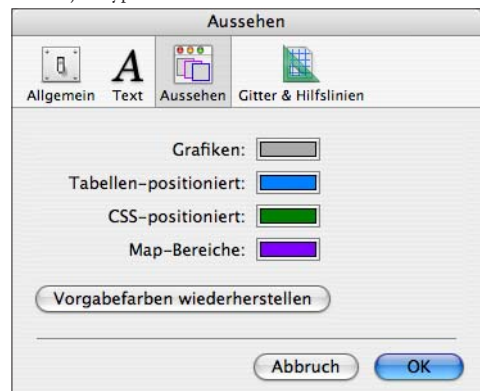 Aussehen
Allgemein Text Aussehen Gitter & Hilfslinien
Grafiken:
Tabellen-positioniert:
CSS-positioniert:
Map-Bereiche:
Vorgabefarben wiederherstellen
Abbruch OK